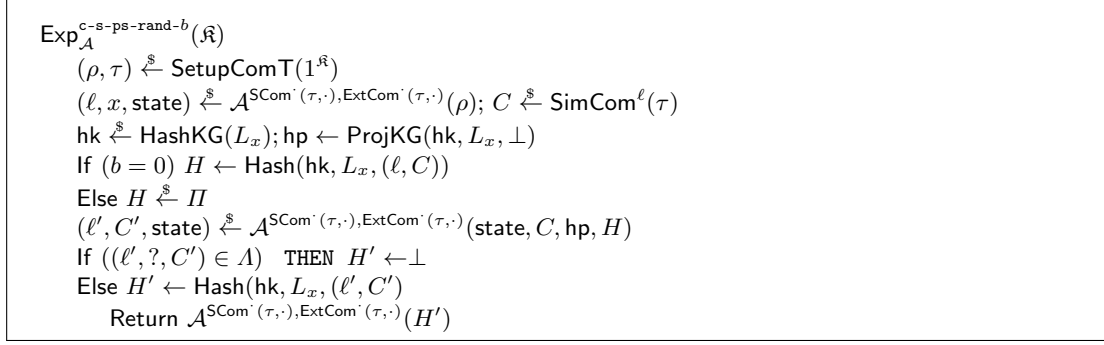 Exp_𝒜^{c-s-ps-rand-b}(𝔎)
(ρ, τ) ←$ SetupComT(1^𝔎)
(ℓ, x, state) ←$ 𝒜^{SCom˙(τ,·),ExtCom˙(τ,·)}(ρ); C ←$ SimCom^ℓ(τ)
hk ←$ HashKG(L_x); hp ← ProjKG(hk, L_x, ⊥)
If (b = 0) H ← Hash(hk, L_x, (ℓ, C))
Else H ←$ Π
(ℓ′, C′, state) ←$ 𝒜^{SCom˙(τ,·),ExtCom˙(τ,·)}(state, C, hp, H)
If ((ℓ′, ?, C′) ∈ Λ) THEN H′ ←⊥
Else H′ ← Hash(hk, L_x, (ℓ′, C′)
Return 𝒜^{SCom˙(τ,·),ExtCom˙(τ,·)}(H′)